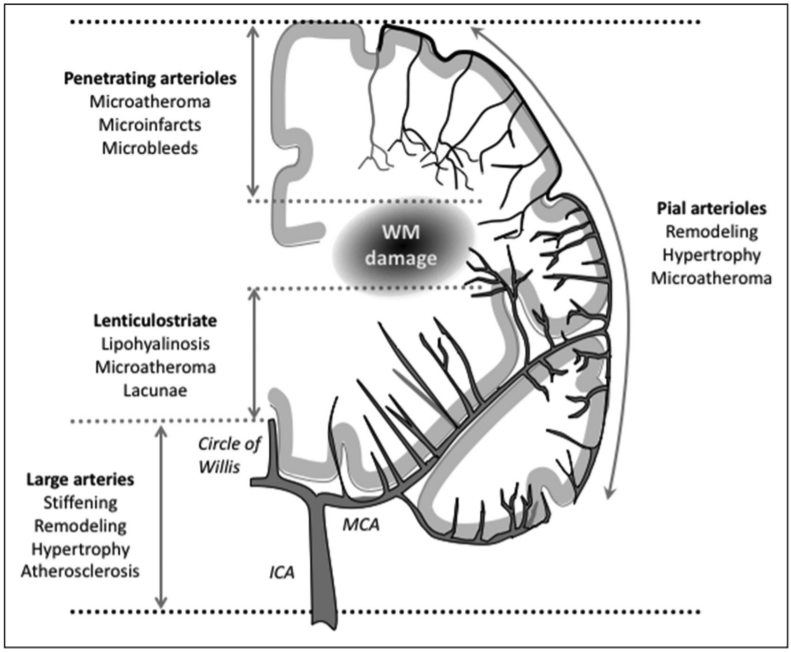 Penetrating arterioles
Microatheroma
Microinfarcts
Microbleeds
WM
damage
Pial arterioles
Remodeling
Hypertrophy
Microatheroma
Lenticulostriate
Lipohyalinosis
Microatheroma
Lacunae
Circle of
Willis
Large arteries
Stiffening
Remodeling
Hypertrophy
Atherosclerosis
MCA
ICA